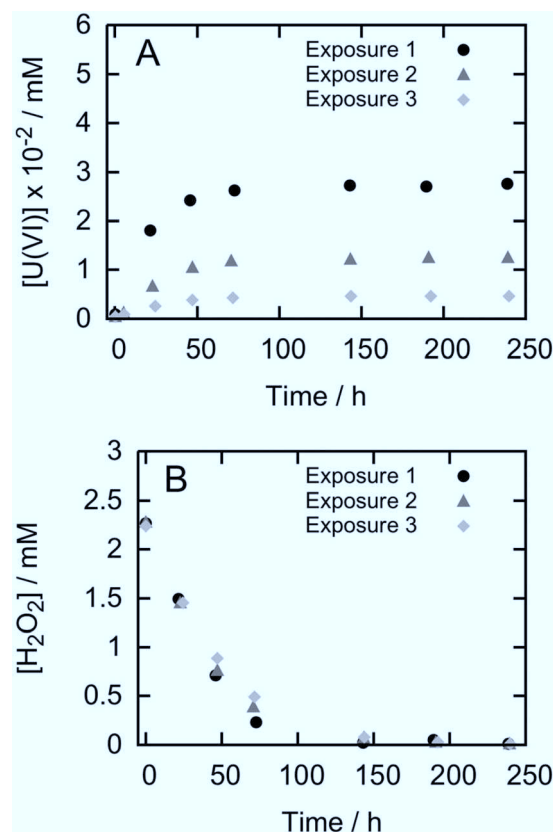 A
Exposure 1
Exposure 2
Exposure 3
6
5
4
3
2
1
0
[U(VI)] x 10-2 / mM
0 50 100 150 200 250
Time / h
B
Exposure 1
Exposure 2
Exposure 3
3
2.5
2
1.5
1
0.5
0
[H2O2] / mM
0 50 100 150 200 250
Time / h